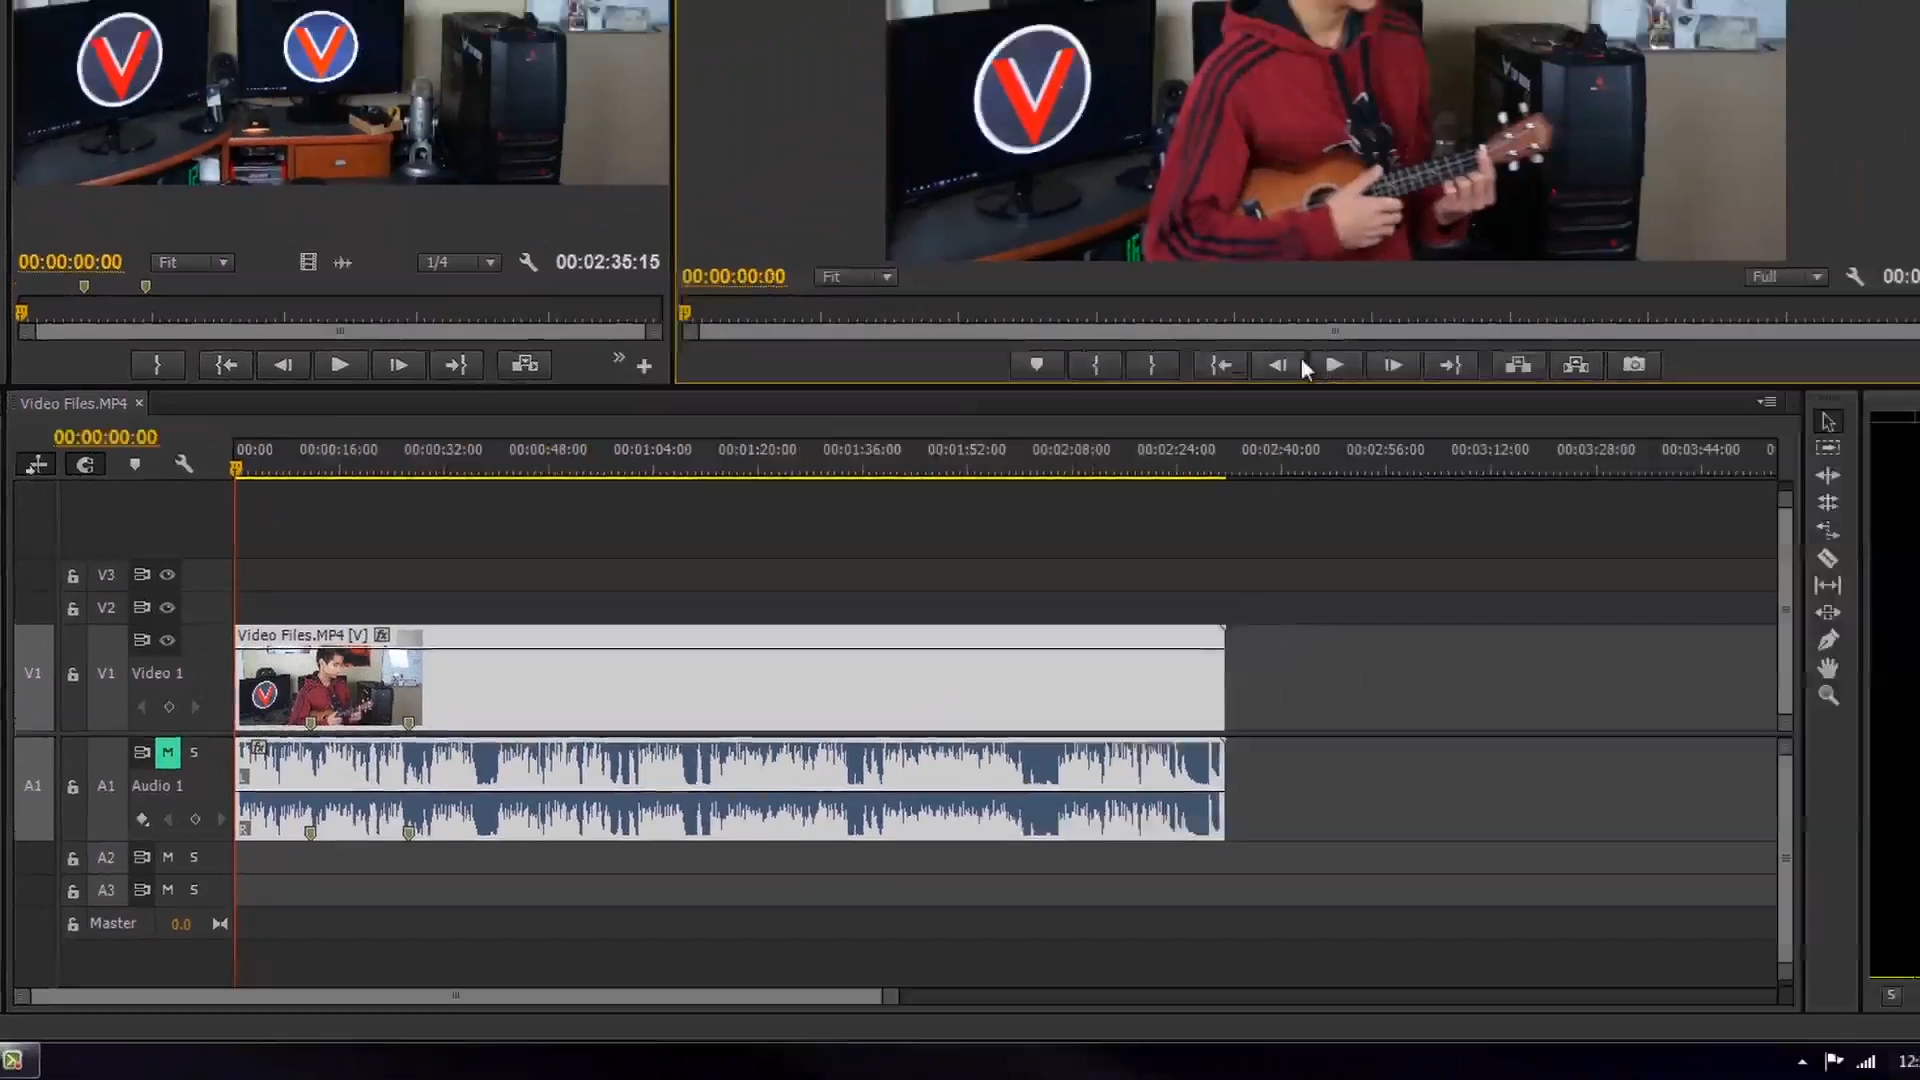 V
V
V
00:00:00:00
Fit
1/4
00:02:35:15
00:00:00:00
Fit
Full
00:0
Video Files.MP4 ×
00:00:00:00
00:00
00:00:16:00
00:00:32:00
00:00:48:00
00:01:04:00
00:01:20:00
00:01:36:00
00:01:52:00
00:02:08:00
00:02:24:00
00:02:40:00
00:02:56:00
00:03:12:00
00:03:28:00
00:03:44:00
0
V3
V2
Video Files.MP4 [V] fx
V1
V1
Video 1
V
M
S
fx
L
A1
A1
Audio 1
R
A2
M
S
A3
M
S
Master
0.0
S
12: